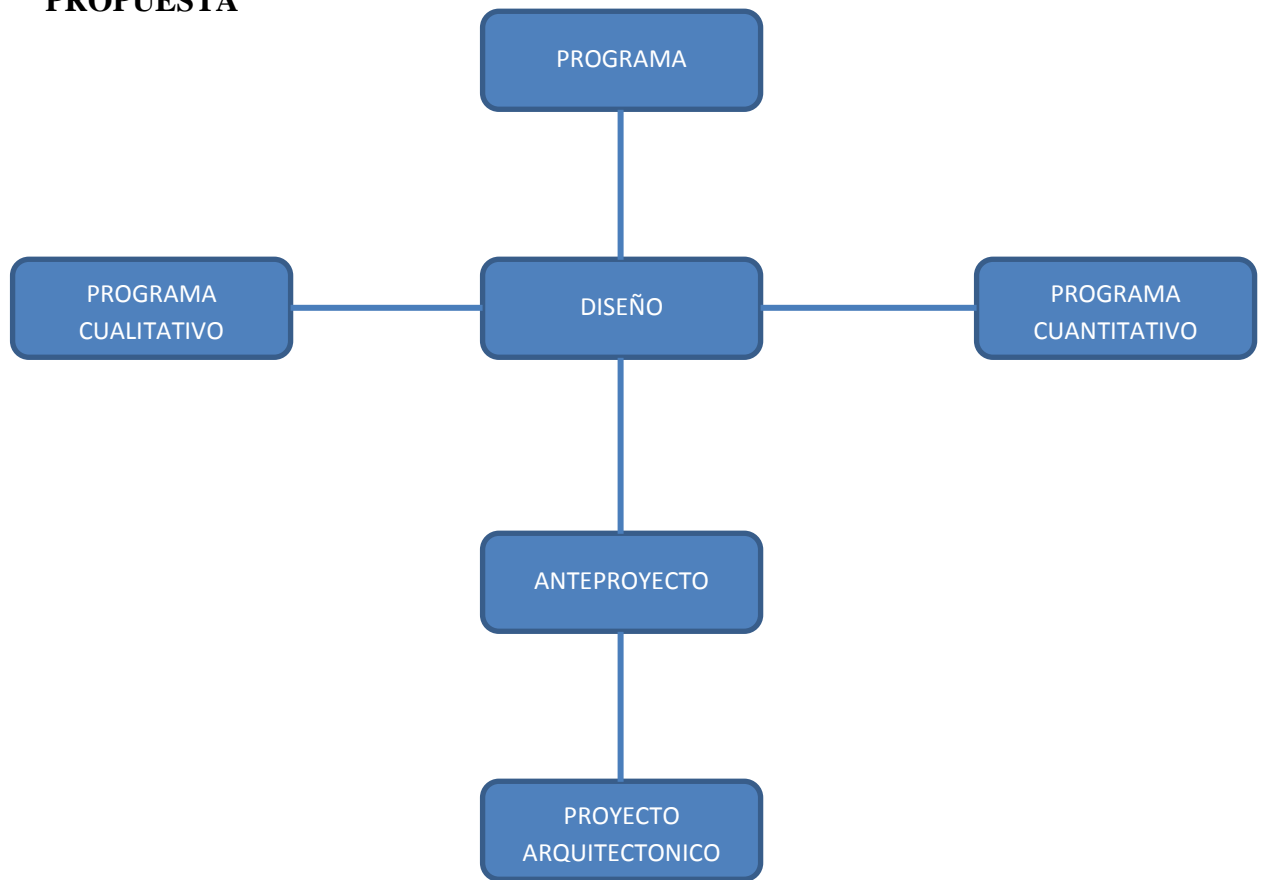 PROPUESTA
PROGRAMA
PROGRAMA
CUALITATIVO
DISEÑO
PROGRAMA
CUANTITATIVO
ANTEPROYECTO
PROYECTO
ARQUITECTONICO